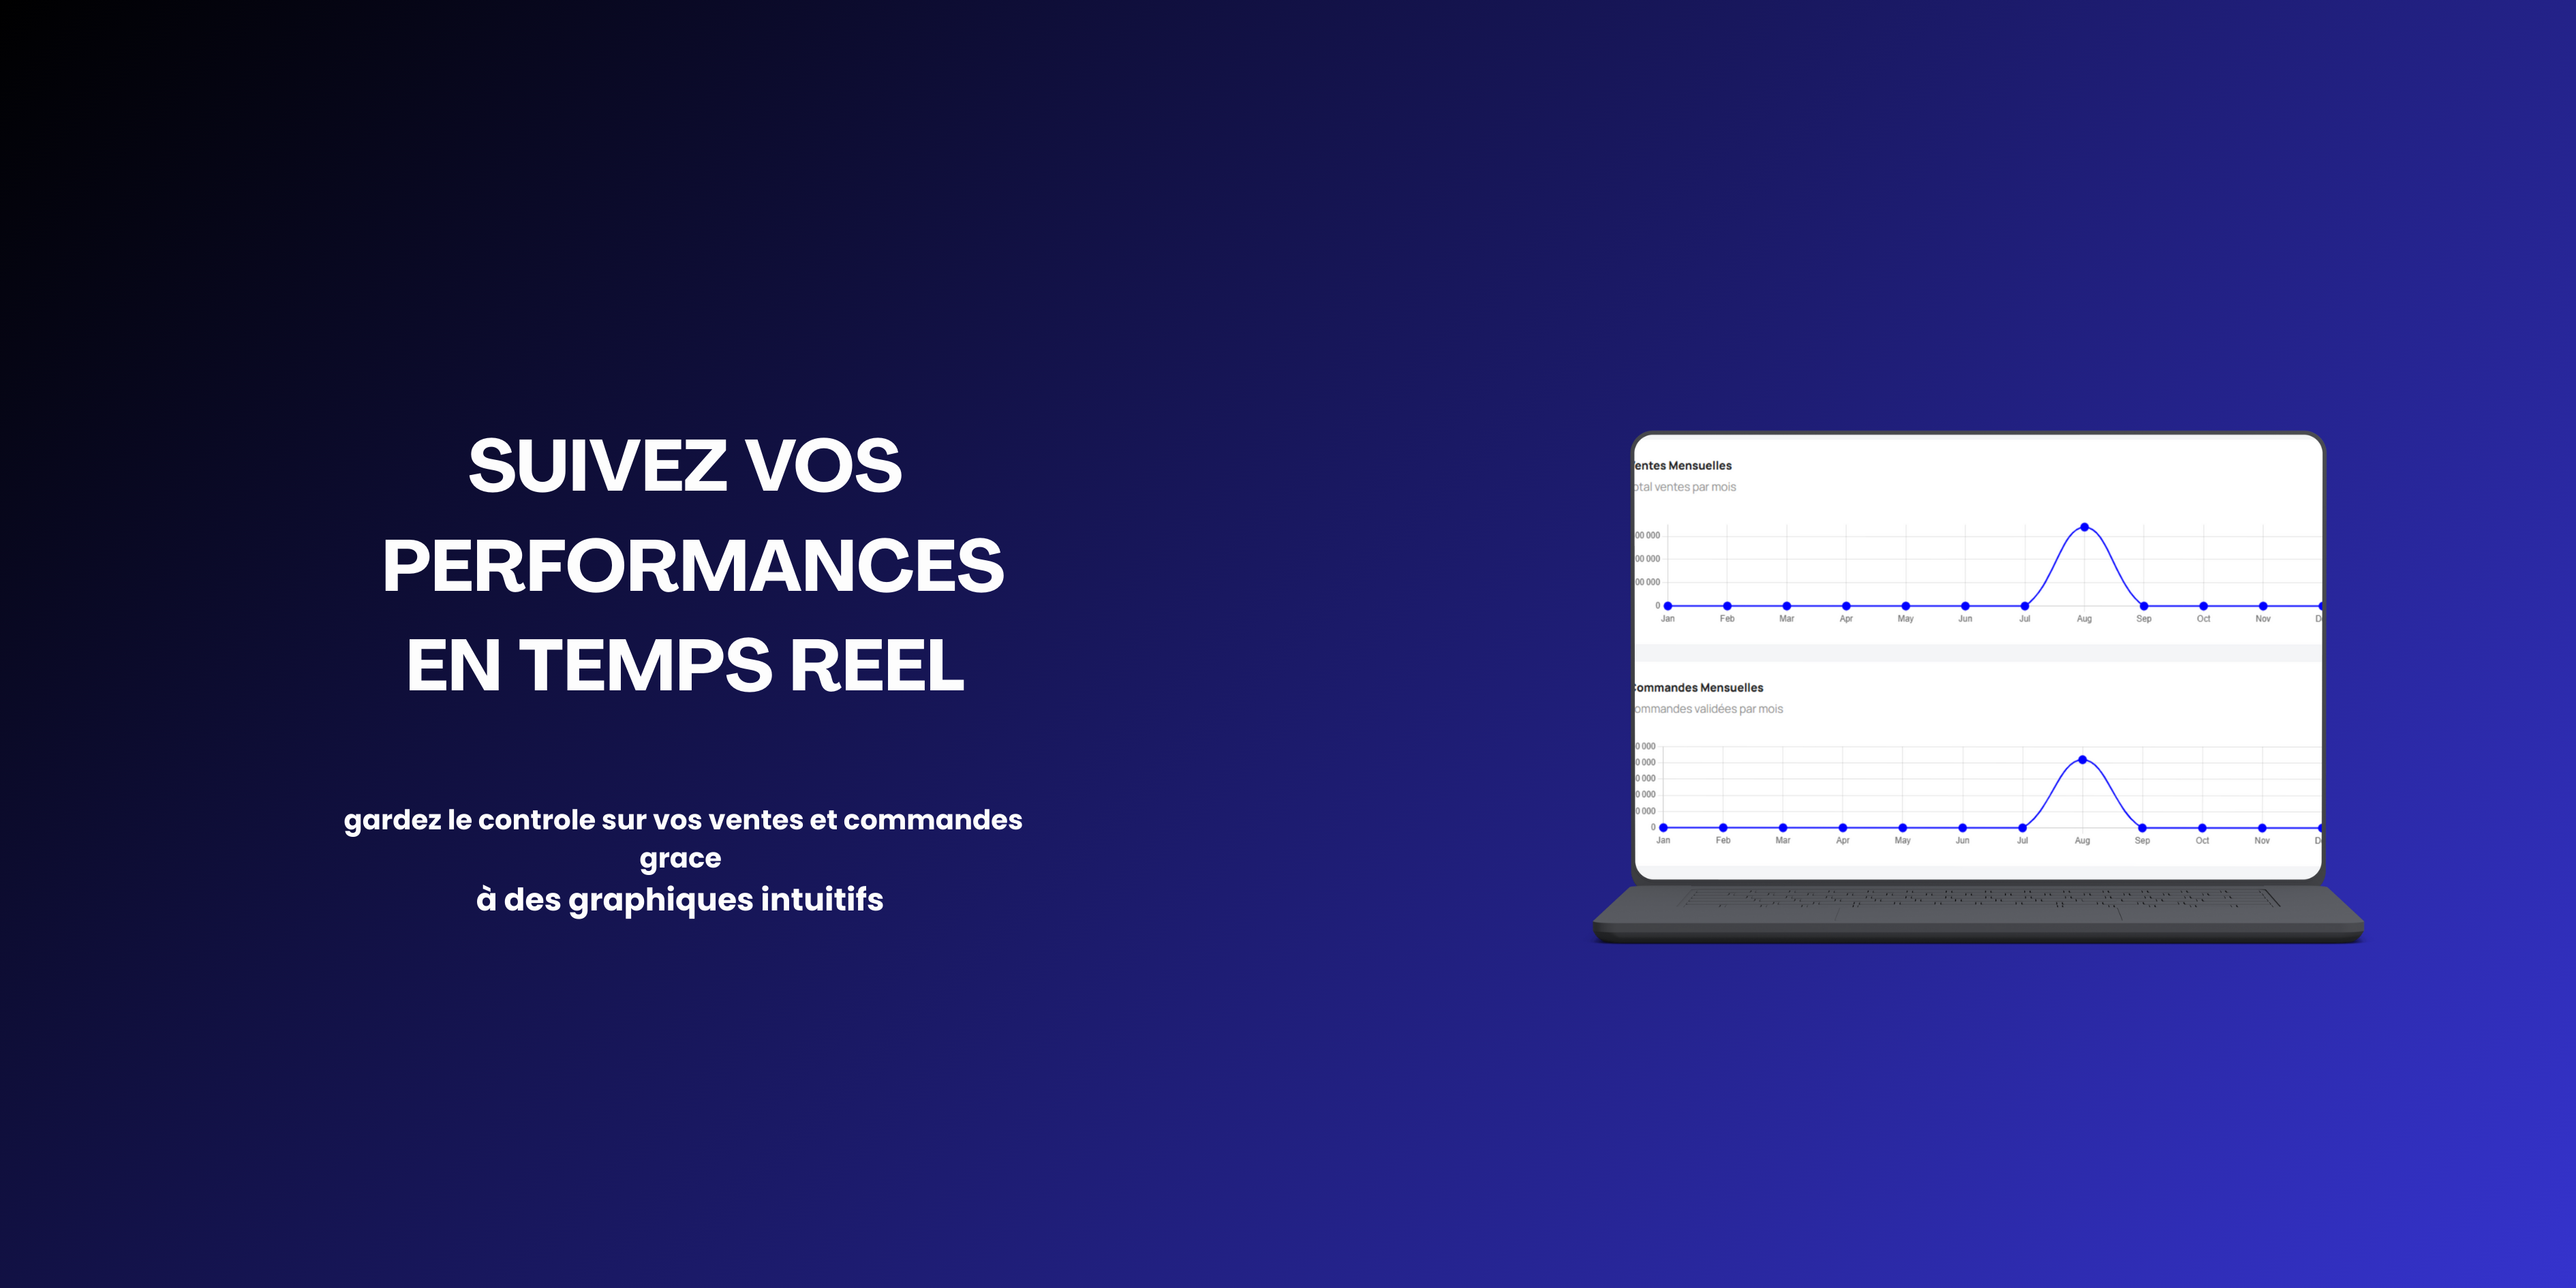 SUIVEZ VOS
PERFORMANCES
EN TEMPS REEL
gardez le controle sur vos ventes et commandes
grace
à des graphiques intuitifs
entes Mensuelles
otal ventes par mois
00 000
00 000
00 000
0
Jan Feb Mar Apr May Jun Jul Aug Sep Oct Nov D
ommandes Mensuelles
ommandes validées par mois
0 000
0 000
0 000
0 000
0 000
0
Jan Feb Mar Apr May Jun Jul Aug Sep Oct Nov D